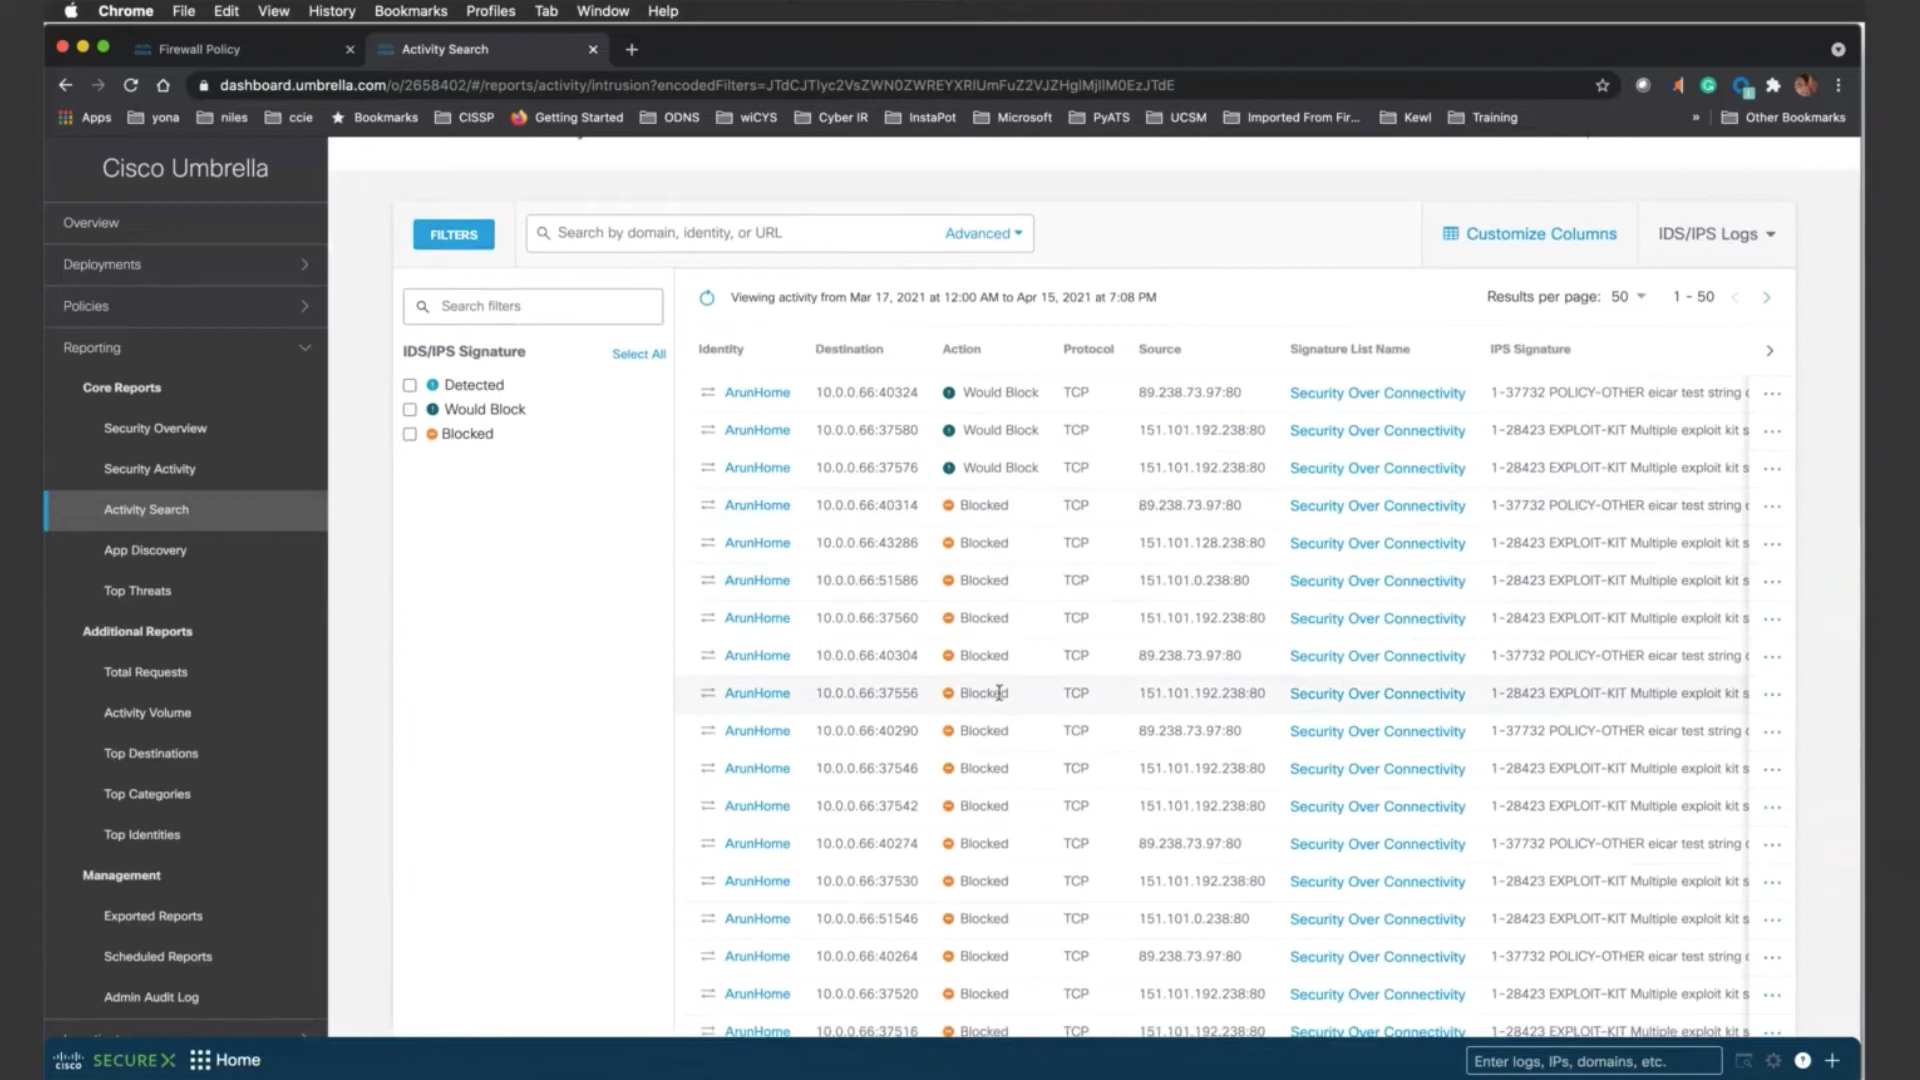 Chrome File Edit View History Bookmarks Profiles Tab Window Help
Firewall Policy
Activity Search
dashboard.umbrella.com/o/2658402/#/reports/activity/intrusion?encodedFilters=
Apps yona niles ccie Bookmarks CISSP Getting Started ODNS wiCYS Cyber IR InstaPot Microsoft PyATS UCSM Imported From Fir... Kewl Training » Other Bookmarks
Cisco Umbrella
Overview
Deployments
Policies
Reporting
Core Reports
Security Overview
Security Activity
Activity Search
App Discovery
Top Threats
Additional Reports
Total Requests
Activity Volume
Top Destinations
Top Categories
Top Identities
Management
Exported Reports
Scheduled Reports
Admin Audit Log
FILTERS
Search by domain, identity, or URL
Advanced
Customize Columns
IDS/IPS Logs
Search filters
IDS/IPS Signature Select All
Detected
Would Block
Blocked
Viewing activity from Mar 17, 2021 at 12:00 AM to Apr 15, 2021 at 7:08 PM
Results per page: 50 1 - 50
Identity Destination Action Protocol Source Signature List Name IPS Signature
ArunHome 10.0.0.66:40324 Would Block TCP 89.238.73.97:80 Security Over Connectivity 1-37732 POLICY-OTHER eicar test string
ArunHome 10.0.0.66:37580 Would Block TCP 151.101.192.238:80 Security Over Connectivity 1-28423 EXPLOIT-KIT Multiple exploit kit s
ArunHome 10.0.0.66:37576 Would Block TCP 151.101.192.238:80 Security Over Connectivity 1-28423 EXPLOIT-KIT Multiple exploit kit s
ArunHome 10.0.0.66:40314 Blocked TCP 89.238.73.97:80 Security Over Connectivity 1-37732 POLICY-OTHER eicar test string
ArunHome 10.0.0.66:43286 Blocked TCP 151.101.128.238:80 Security Over Connectivity 1-28423 EXPLOIT-KIT Multiple exploit kit s
ArunHome 10.0.0.66:51586 Blocked TCP 151.101.0.238:80 Security Over Connectivity 1-28423 EXPLOIT-KIT Multiple exploit kit s
ArunHome 10.0.0.66:37560 Blocked TCP 151.101.192.238:80 Security Over Connectivity 1-28423 EXPLOIT-KIT Multiple exploit kit s
ArunHome 10.0.0.66:40304 Blocked TCP 89.238.73.97:80 Security Over Connectivity 1-37732 POLICY-OTHER eicar test string
ArunHome 10.0.0.66:37556 Blocked TCP 151.101.192.238:80 Security Over Connectivity 1-28423 EXPLOIT-KIT Multiple exploit kit s
ArunHome 10.0.0.66:40290 Blocked TCP 89.238.73.97:80 Security Over Connectivity 1-37732 POLICY-OTHER eicar test string
ArunHome 10.0.0.66:37546 Blocked TCP 151.101.192.238:80 Security Over Connectivity 1-28423 EXPLOIT-KIT Multiple exploit kit s
ArunHome 10.0.0.66:37542 Blocked TCP 151.101.192.238:80 Security Over Connectivity 1-28423 EXPLOIT-KIT Multiple exploit kit s
ArunHome 10.0.0.66:40274 Blocked TCP 89.238.73.97:80 Security Over Connectivity 1-37732 POLICY-OTHER eicar test string
ArunHome 10.0.0.66:37530 Blocked TCP 151.101.192.238:80 Security Over Connectivity 1-28423 EXPLOIT-KIT Multiple exploit kit s
ArunHome 10.0.0.66:51546 Blocked TCP 151.101.0.238:80 Security Over Connectivity 1-28423 EXPLOIT-KIT Multiple exploit kit s
ArunHome 10.0.0.66:40264 Blocked TCP 89.238.73.97:80 Security Over Connectivity 1-37732 POLICY-OTHER eicar test string
ArunHome 10.0.0.66:37520 Blocked TCP 151.101.192.238:80 Security Over Connectivity 1-28423 EXPLOIT-KIT Multiple exploit kit s
ArunHome 10.0.0.66:37516 Blocked TCP 151.101.192.238:80 Security Over Connectivity 1-28423 EXPLOIT-KIT Multiple exploit kit s
cisco SECUREX Home
Enter logs, IPs, domains, etc.